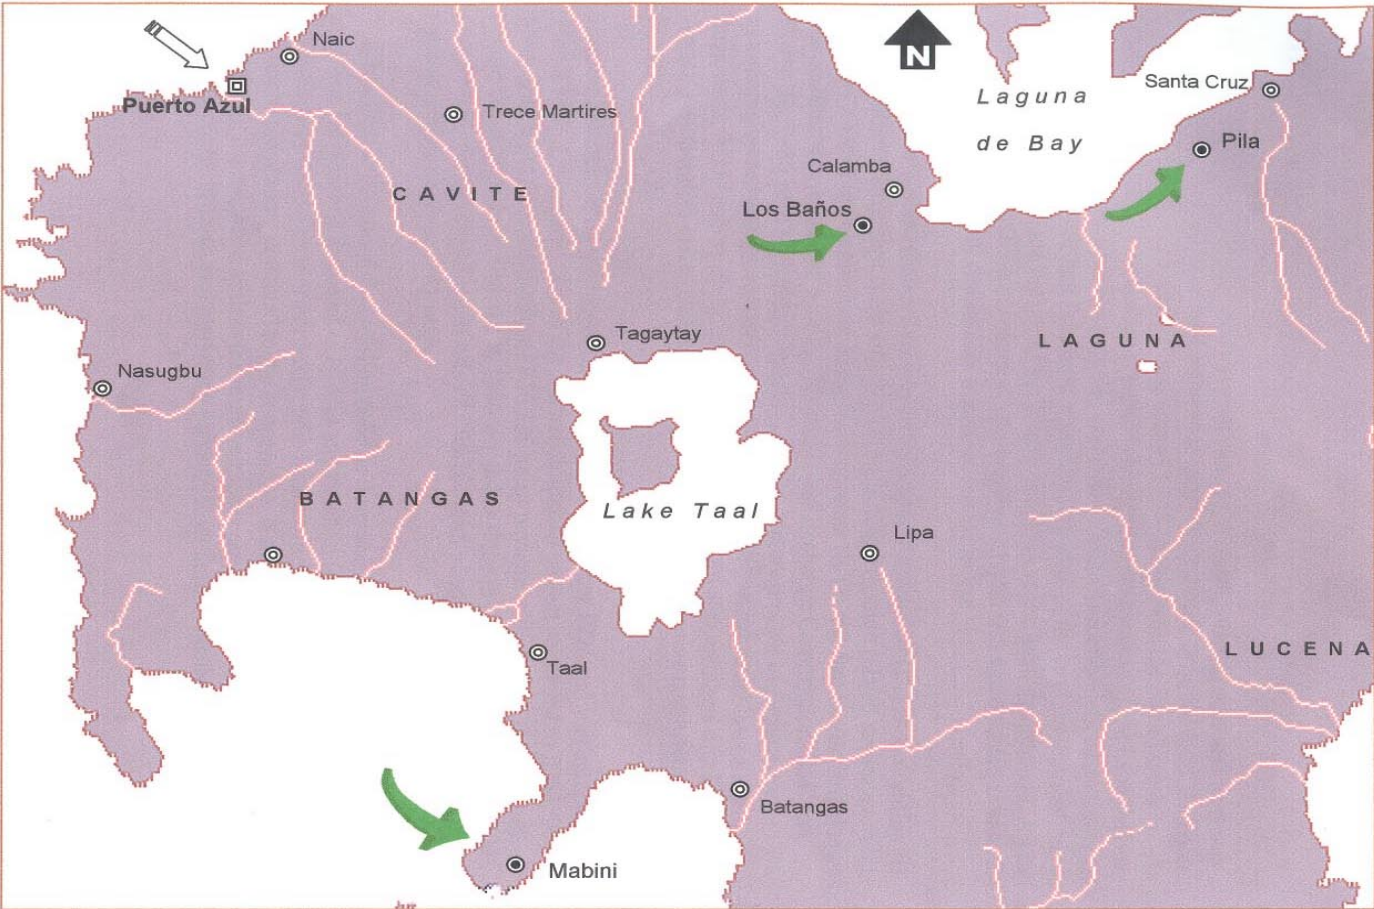 Naic
N
Puerto Azul
Trece Martires
Laguna
de Bay
Santa Cruz
Pila
Calamba
CAVITE
Los Baños
Tagaytay
LAGUNA
Nasugbu
BATANGAS
Lake Taal
Lipa
LUCENA
Taal
Batangas
Mabini